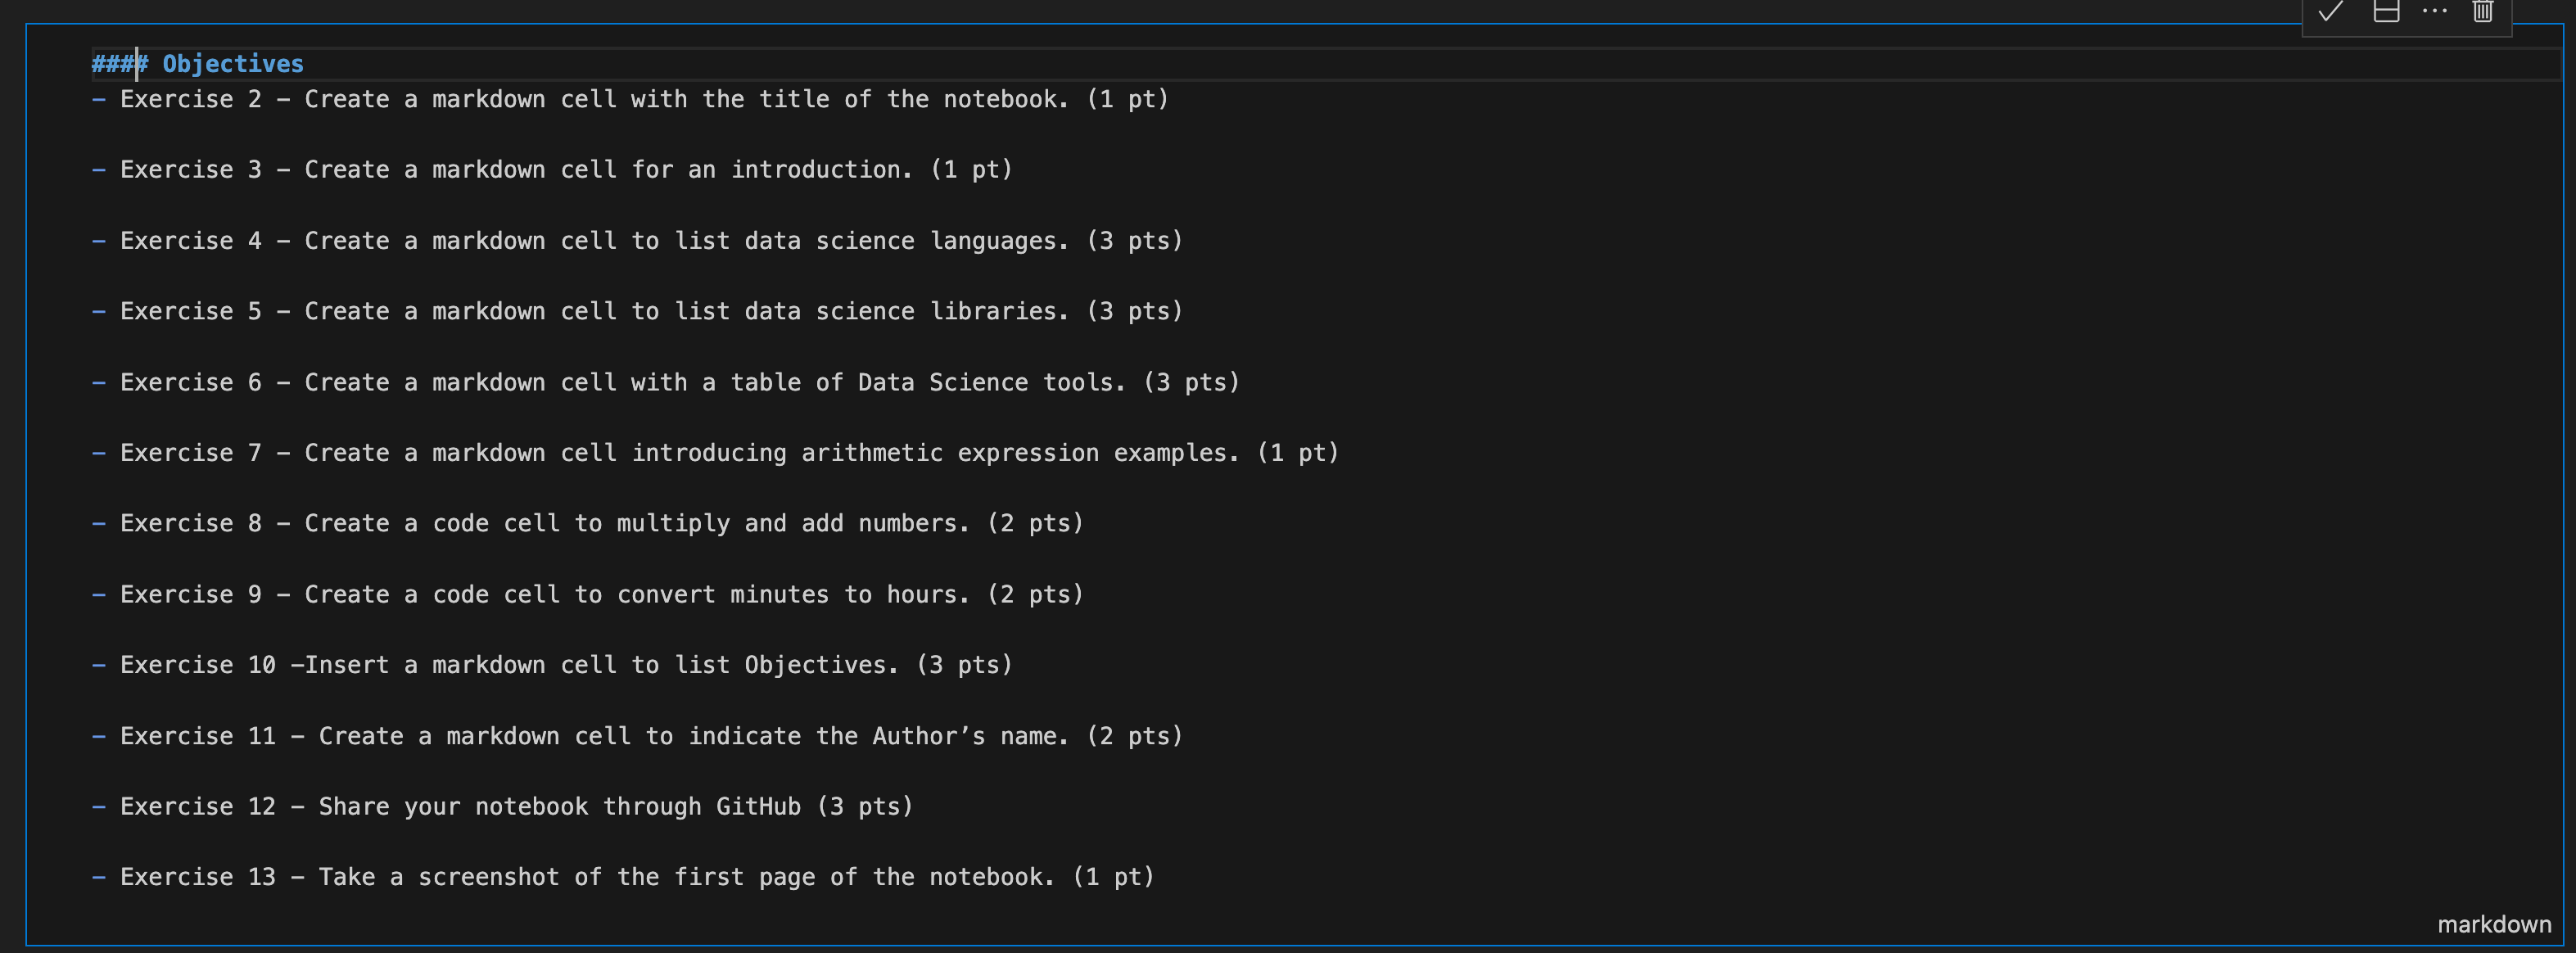 #### Objectives
- Exercise 2 - Create a markdown cell with the title of the notebook. (1 pt)
- Exercise 3 - Create a markdown cell for an introduction. (1 pt)
- Exercise 4 - Create a markdown cell to list data science languages. (3 pts)
- Exercise 5 - Create a markdown cell to list data science libraries. (3 pts)
- Exercise 6 - Create a markdown cell with a table of Data Science tools. (3 pts)
- Exercise 7 - Create a markdown cell introducing arithmetic expression examples. (1 pt)
- Exercise 8 - Create a code cell to multiply and add numbers. (2 pts)
- Exercise 9 - Create a code cell to convert minutes to hours. (2 pts)
- Exercise 10 -Insert a markdown cell to list Objectives. (3 pts)
- Exercise 11 - Create a markdown cell to indicate the Author’s name. (2 pts)
- Exercise 12 - Share your notebook through GitHub (3 pts)
- Exercise 13 - Take a screenshot of the first page of the notebook. (1 pt)
markdown